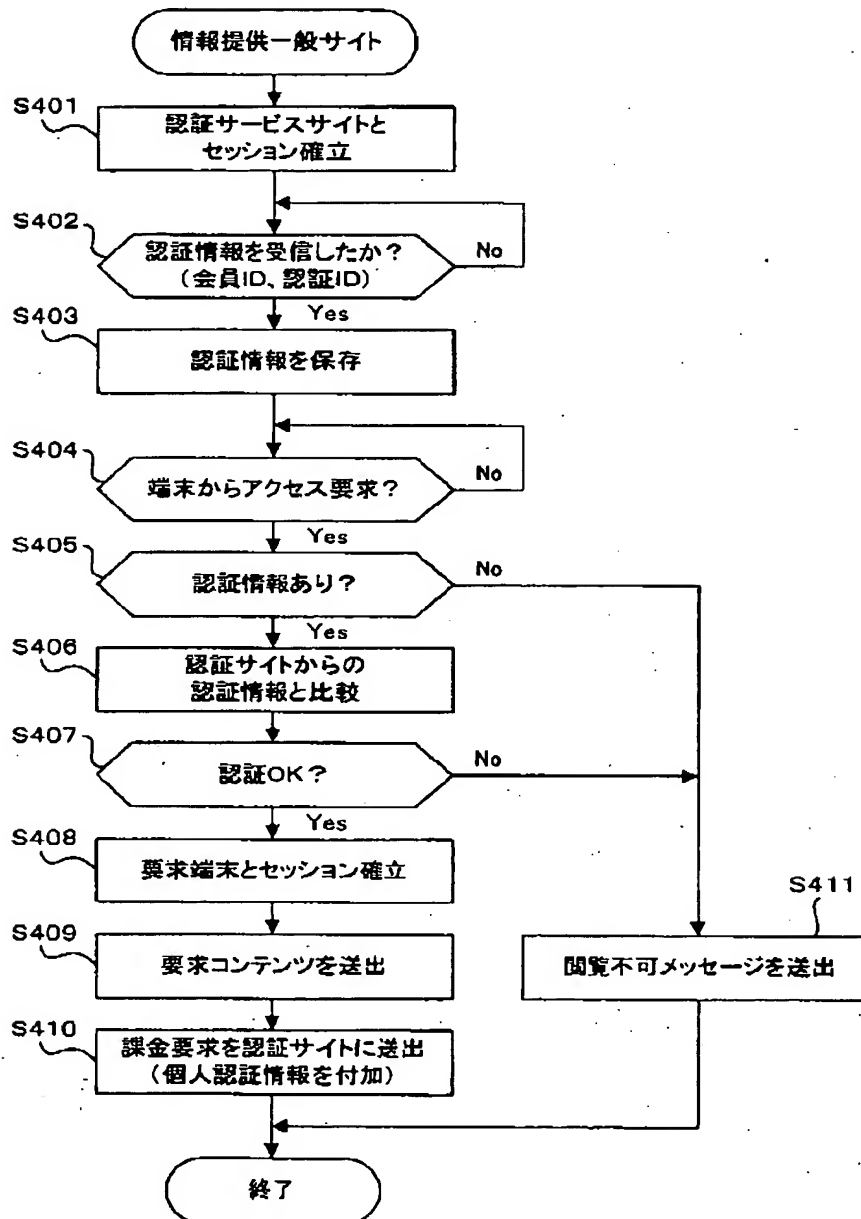 情報提供一般サイト
S401
認証サービスサイトと
セッション確立
S402
認証情報を受信したか？
（会員ID、認証ID）
No
Yes
S403
認証情報を保存
S404
端末からアクセス要求？
No
Yes
S405
認証情報あり？
No
Yes
S406
認証サイトからの
認証情報と比較
S407
認証OK？
No
Yes
S408
要求端末とセッション確立
S409
要求コンテンツを送出
S411
閲覧不可メッセージを送出
S410
課金要求を認証サイトに送出
（個人認証情報を付加）
終了